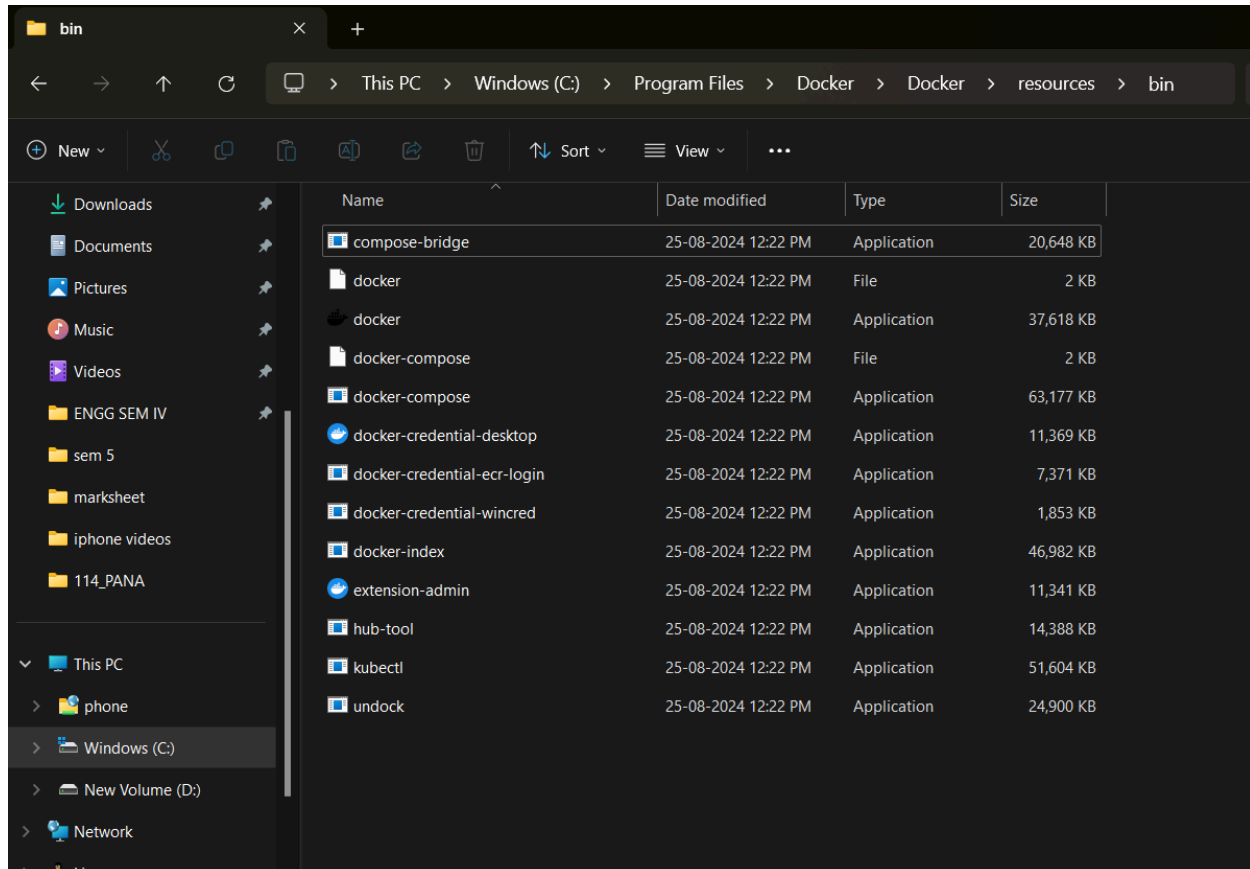 bin
This PC > Windows (C:) > Program Files > Docker > Docker > resources > bin
New Sort View
Downloads
Documents
Pictures
Music
Videos
ENGG SEM IV
sem 5
marksheet
iphone videos
114_PANA
This PC
phone
Windows (C:)
New Volume (D:)
Network
Name Date modified Type Size
compose-bridge 25-08-2024 12:22 PM Application 20,648 KB
docker 25-08-2024 12:22 PM File 2 KB
docker 25-08-2024 12:22 PM Application 37,618 KB
docker-compose 25-08-2024 12:22 PM File 2 KB
docker-compose 25-08-2024 12:22 PM Application 63,177 KB
docker-credential-desktop 25-08-2024 12:22 PM Application 11,369 KB
docker-credential-ecr-login 25-08-2024 12:22 PM Application 7,371 KB
docker-credential-wincred 25-08-2024 12:22 PM Application 1,853 KB
docker-index 25-08-2024 12:22 PM Application 46,982 KB
extension-admin 25-08-2024 12:22 PM Application 11,341 KB
hub-tool 25-08-2024 12:22 PM Application 14,388 KB
kubectl 25-08-2024 12:22 PM Application 51,604 KB
undock 25-08-2024 12:22 PM Application 24,900 KB